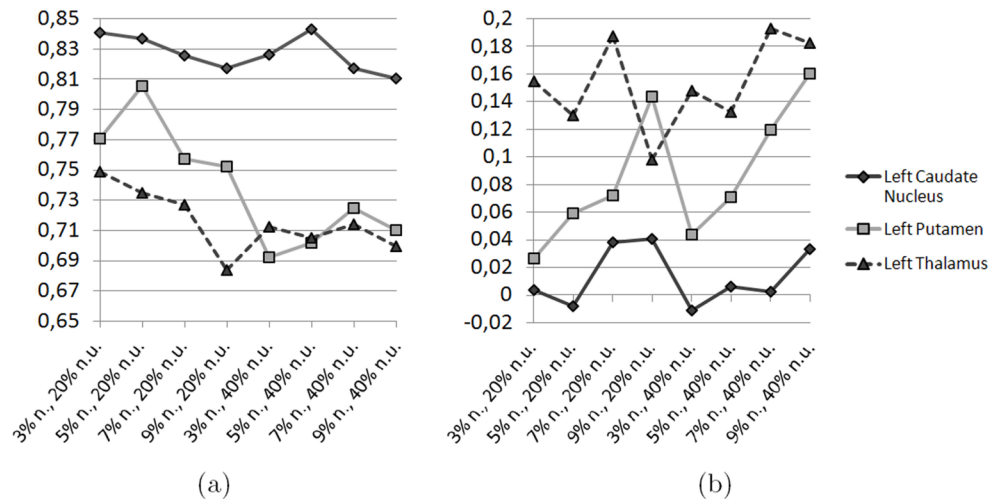 0,85
0,83
0,81
0,79
0,77
0,75
0,73
0,71
0,69
0,67
0,65
3% n., 20% n.u.
5% n., 20% n.u.
7% n., 20% n.u.
9% n., 20% n.u.
3% n., 40% n.u.
5% n., 40% n.u.
7% n., 40% n.u.
9% n., 40% n.u.
(a)
0,2
0,18
0,16
0,14
0,12
0,1
0,08
0,06
0,04
0,02
0
-0,02
3% n., 20% n.u.
5% n., 20% n.u.
7% n., 20% n.u.
9% n., 20% n.u.
3% n., 40% n.u.
5% n., 40% n.u.
7% n., 40% n.u.
9% n., 40% n.u.
(b)
Left Caudate
Nucleus
Left Putamen
Left Thalamus